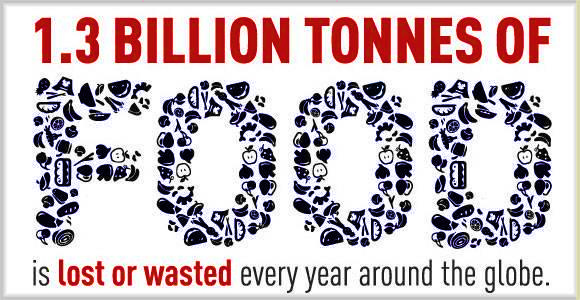 1.3 BILLION TONNES OF
FOOD
is lost or wasted every year around the globe.